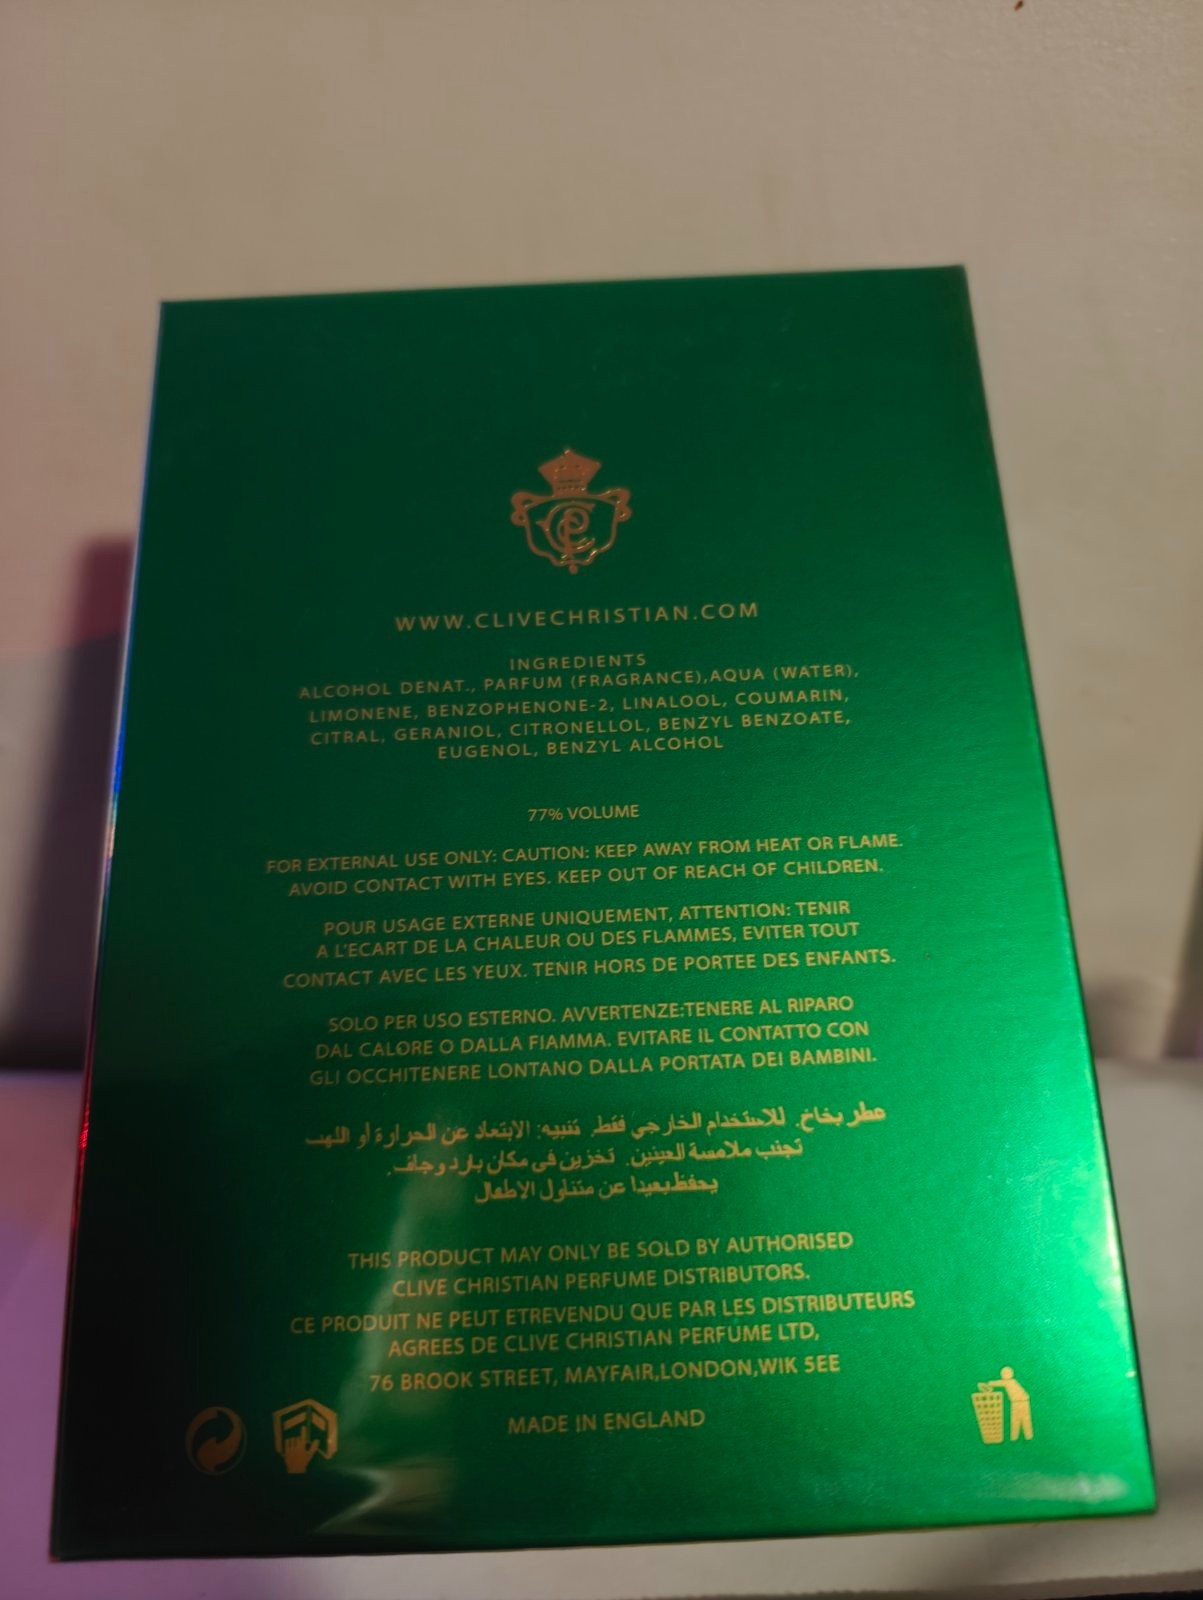 WWW.CLIVECHRISTIAN.COM
INGREDIENTS
ALCOHOL DENAT., PARFUM (FRAGRANCE),AQUA (WATER),
LIMONENE, BENZOPHENONE-2, LINALOOL, COUMARIN,
CITRAL, GERANIOL, CITRONELLOL, BENZYL BENZOATE,
EUGENOL, BENZYL ALCOHOL
77% VOLUME
FOR EXTERNAL USE ONLY: CAUTION: KEEP AWAY FROM HEAT OR FLAME.
AVOID CONTACT WITH EYES. KEEP OUT OF REACH OF CHILDREN.
POUR USAGE EXTERNE UNIQUEMENT, ATTENTION: TENIR
A L'ECART DE LA CHALEUR OU DES FLAMMES, EVITER TOUT
CONTACT AVEC LES YEUX. TENIR HORS DE PORTEE DES ENFANTS.
SOLO PER USO ESTERNO. AVVERTENZE:TENERE AL RIPARO
DAL CALORE O DALLA FIAMMA. EVITARE IL CONTATTO CON
GLI OCCHITENERE LONTANO DALLA PORTATA DEI BAMBINI.
عطر بخاخ. للاستخدام الخارجي فقط. تنبيه: الابتعاد عن الحرارة أو اللهب
تجنب ملامسة العينين. تخزين في مكان بارد وجاف.
يحفظ بعيدا عن متناول الاطفال
THIS PRODUCT MAY ONLY BE SOLD BY AUTHORISED
CLIVE CHRISTIAN PERFUME DISTRIBUTORS.
CE PRODUIT NE PEUT ETREVENDU QUE PAR LES DISTRIBUTEURS
AGREES DE CLIVE CHRISTIAN PERFUME LTD,
76 BROOK STREET, MAYFAIR,LONDON,WIK 5EE
MADE IN ENGLAND